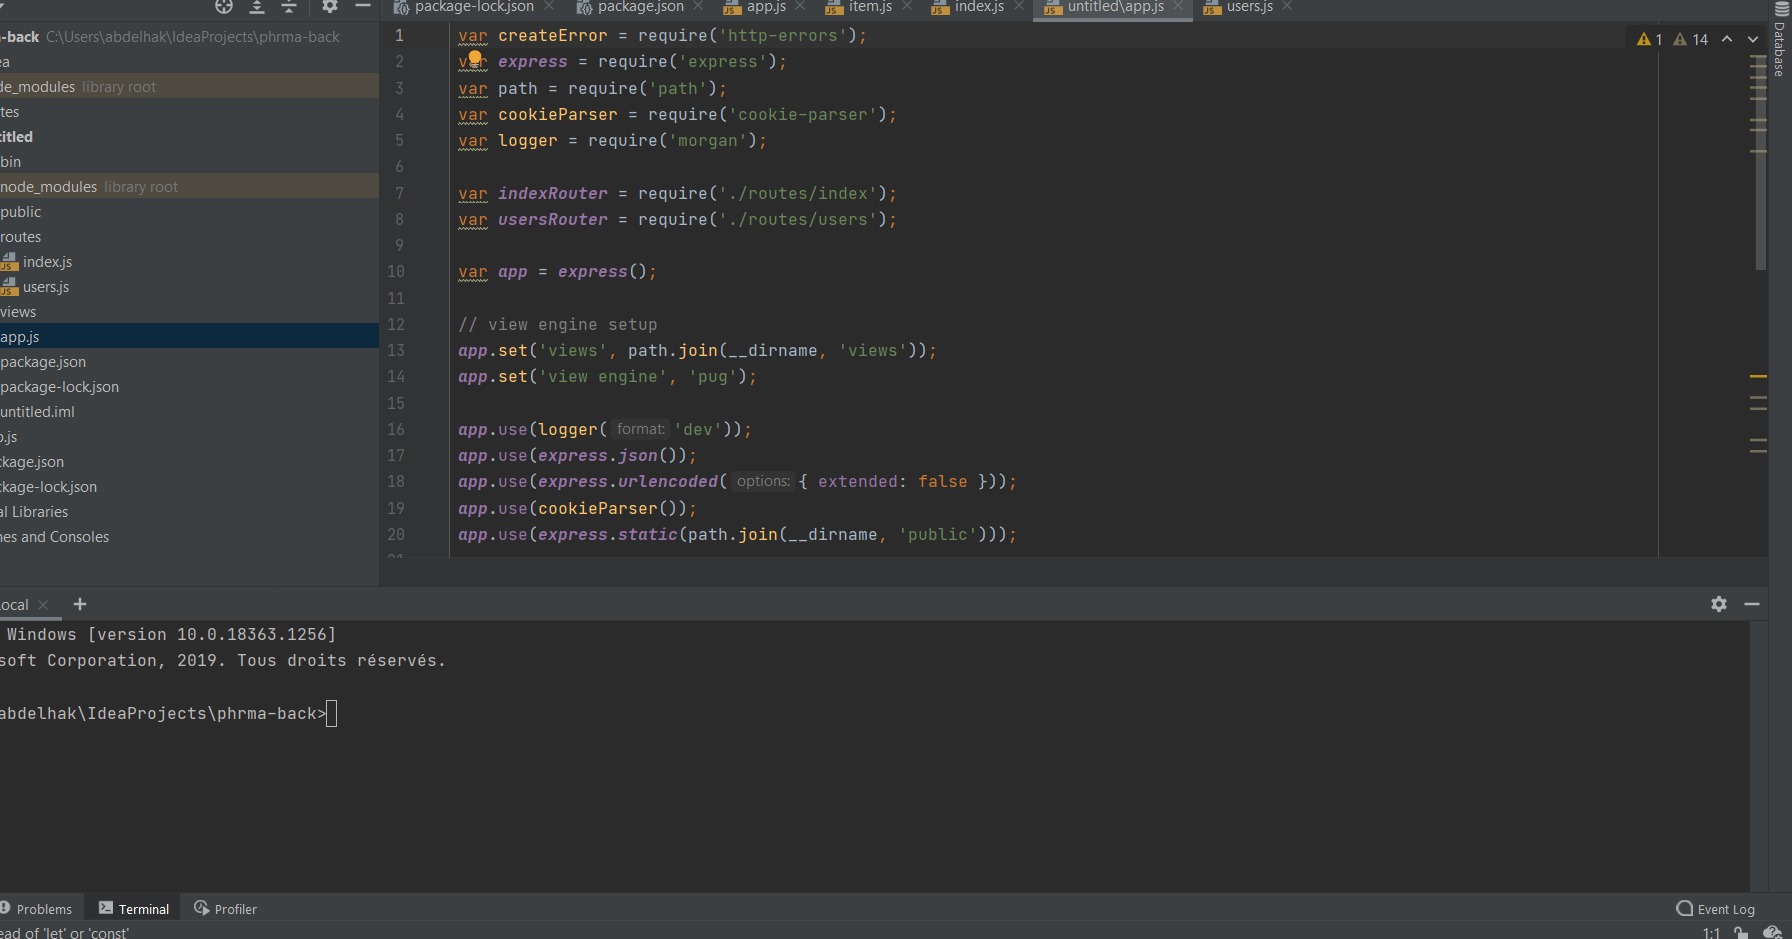 package-lock.json
package.json
app.js
item.js
index.js
untitled\app.js
users.js
-back C:\Users\abdelhak\IdeaProjects\phrma-back
ea
de_modules library root
tes
titled
bin
node_modules library root
public
routes
index.js
users.js
views
app.js
package.json
package-lock.json
untitled.iml
.js
kage.json
kage-lock.json
al Libraries
hes and Consoles
1 var createError = require('http-errors');
2 var express = require('express');
3 var path = require('path');
4 var cookieParser = require('cookie-parser');
5 var logger = require('morgan');
6
7 var indexRouter = require('./routes/index');
8 var usersRouter = require('./routes/users');
9
10 var app = express();
11
12 // view engine setup
13 app.set('views', path.join(__dirname, 'views'));
14 app.set('view engine', 'pug');
15
16 app.use(logger( format: 'dev'));
17 app.use(express.json());
18 app.use(express.urlencoded( options: { extended: false }));
19 app.use(cookieParser());
20 app.use(express.static(path.join(__dirname, 'public')));
1 14
Database
Local
Windows [version 10.0.18363.1256]
soft Corporation, 2019. Tous droits réservés.
abdelhak\IdeaProjects\phrma-back>
Problems
Terminal
Profiler
Event Log
ead of 'let' or 'const'
1:1